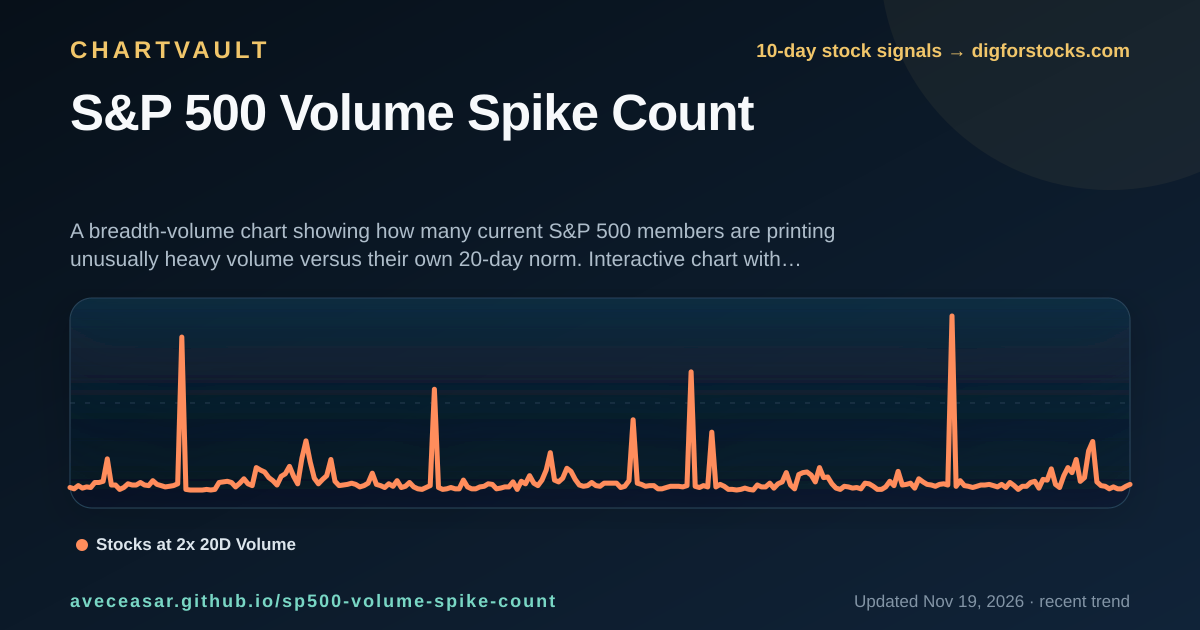 CHARTVAULT
10-day stock signals → digforstocks.com
S&P 500 Volume Spike Count
A breadth-volume chart showing how many current S&P 500 members are printing
unusually heavy volume versus their own 20-day norm. Interactive chart with…
Stocks at 2x 20D Volume
aveceasar.github.io/sp500-volume-spike-count
Updated Nov 19, 2026 · recent trend